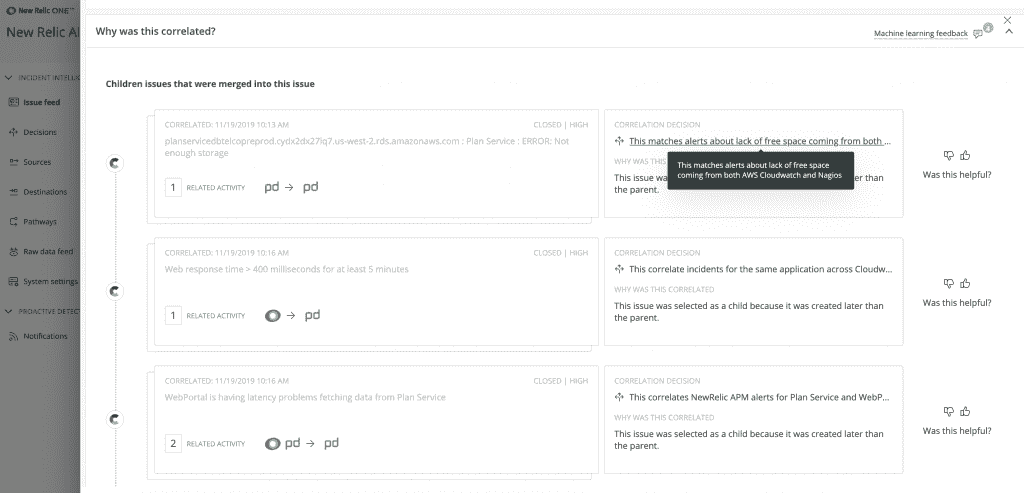 New Relic ONE™
New Relic AI
Why was this correlated?
Machine learning feedback
INCIDENT INTELLIG
Issue feed
Decisions
Sources
Destinations
Pathways
Raw data feed
System settings
PROACTIVE DETEC
Notifications
Children issues that were merged into this issue
CORRELATED: 11/19/2019 10:13 AM
CLOSED | HIGH
planservicedbtelcopreprod.cydx2dx27iq7.us-west-2.rds.amazonaws.com : Plan Service : ERROR: Not
enough storage
1 RELATED ACTIVITY pd → pd
CORRELATION DECISION
This matches alerts about lack of free space coming from both ...
This matches alerts about lack of free space
coming from both AWS Cloudwatch and Nagios
WHY WAS THIS
This issue wa
ter than
the parent.
Was this helpful?
CORRELATED: 11/19/2019 10:16 AM
CLOSED | HIGH
Web response time > 400 milliseconds for at least 5 minutes
1 RELATED ACTIVITY → pd
CORRELATION DECISION
This correlate incidents for the same application across Cloudw...
WHY WAS THIS CORRELATED
This issue was selected as a child because it was created later than
the parent.
Was this helpful?
CORRELATED: 11/19/2019 10:16 AM
CLOSED | HIGH
WebPortal is having latency problems fetching data from Plan Service
2 RELATED ACTIVITY pd → pd
CORRELATION DECISION
This correlates NewRelic APM alerts for Plan Service and WebP...
WHY WAS THIS CORRELATED
This issue was selected as a child because it was created later than
the parent.
Was this helpful?